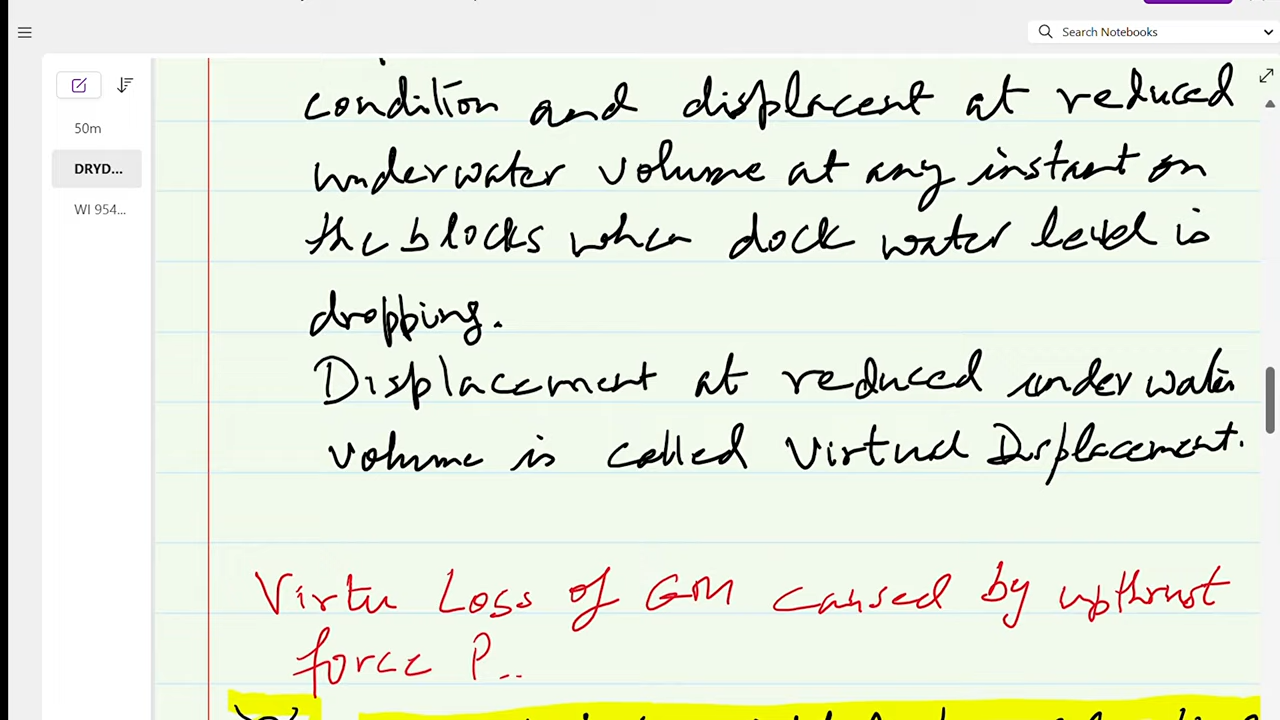 Search Notebooks
50m
DRYD...
WI 954...
condition and displacent at reduced
underwater volume at any instant on
the blocks when dock water level is
dropping.
Displacement at reduced underwater
volume is called Virtual Displacement.
Virtu Loss of GM caused by upthrust
force P..